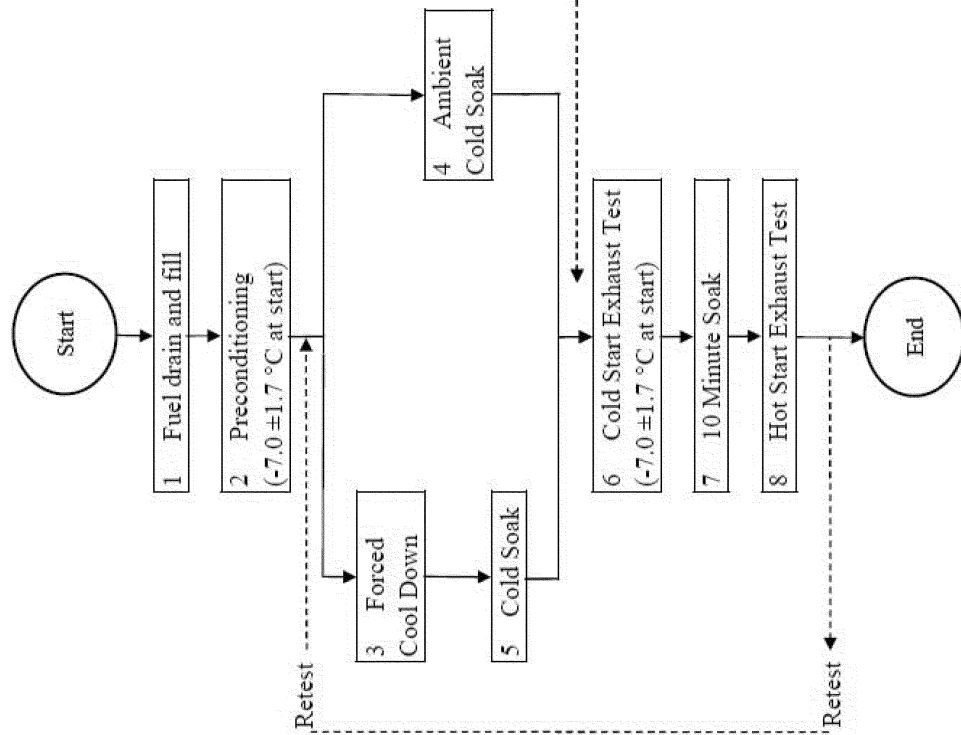 Start
1 Fuel drain and fill
2 Preconditioning
(-7.0 ±1.7 °C at start)
Retest
3 Forced
Cool Down
4 Ambient
Cold Soak
5 Cold Soak
6 Cold Start Exhaust Test
(-7.0 ±1.7 °C at start)
7 10 Minute Soak
8 Hot Start Exhaust Test
Retest
End